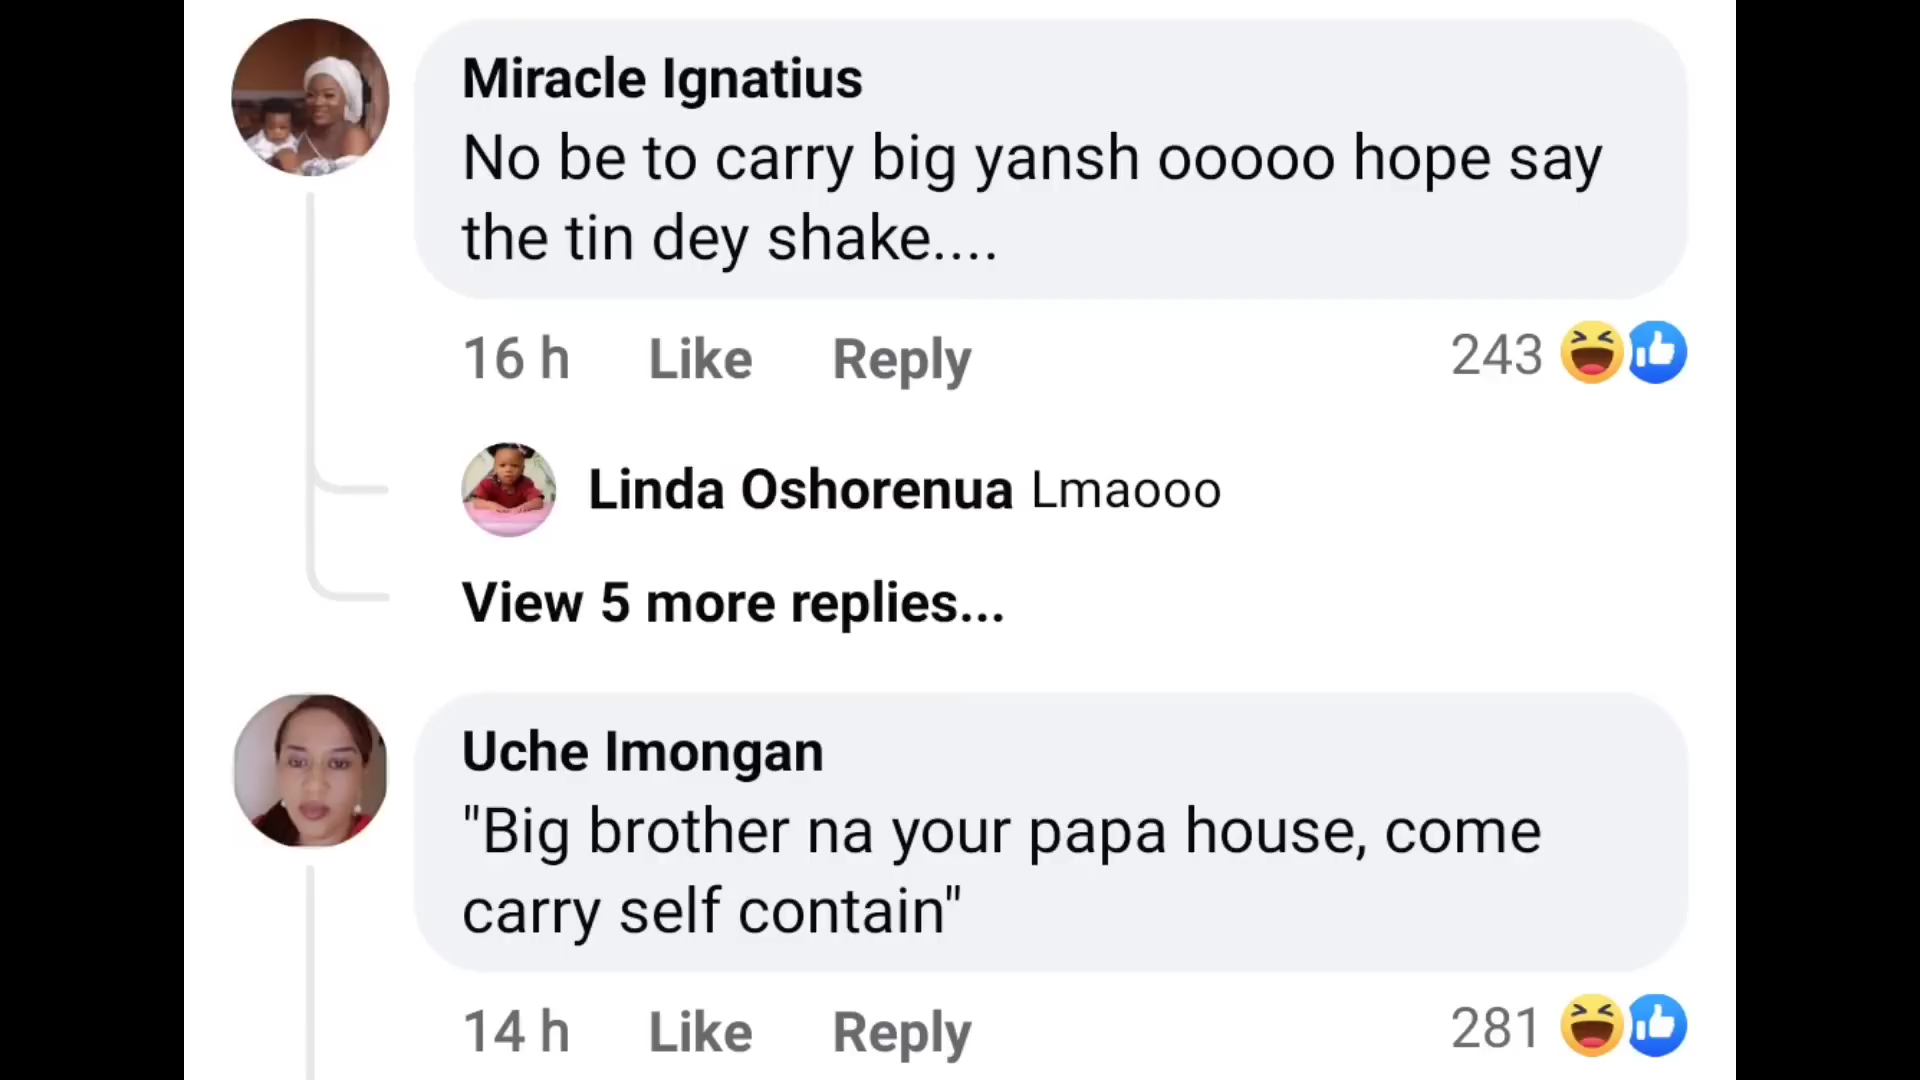 Miracle Ignatius
No be to carry big yansh ooooo hope say
the tin dey shake....
16 h Like Reply 243
Linda Oshorenua Lmaooo
View 5 more replies...
Uche Imongan
"Big brother na your papa house, come
carry self contain"
14 h Like Reply 281